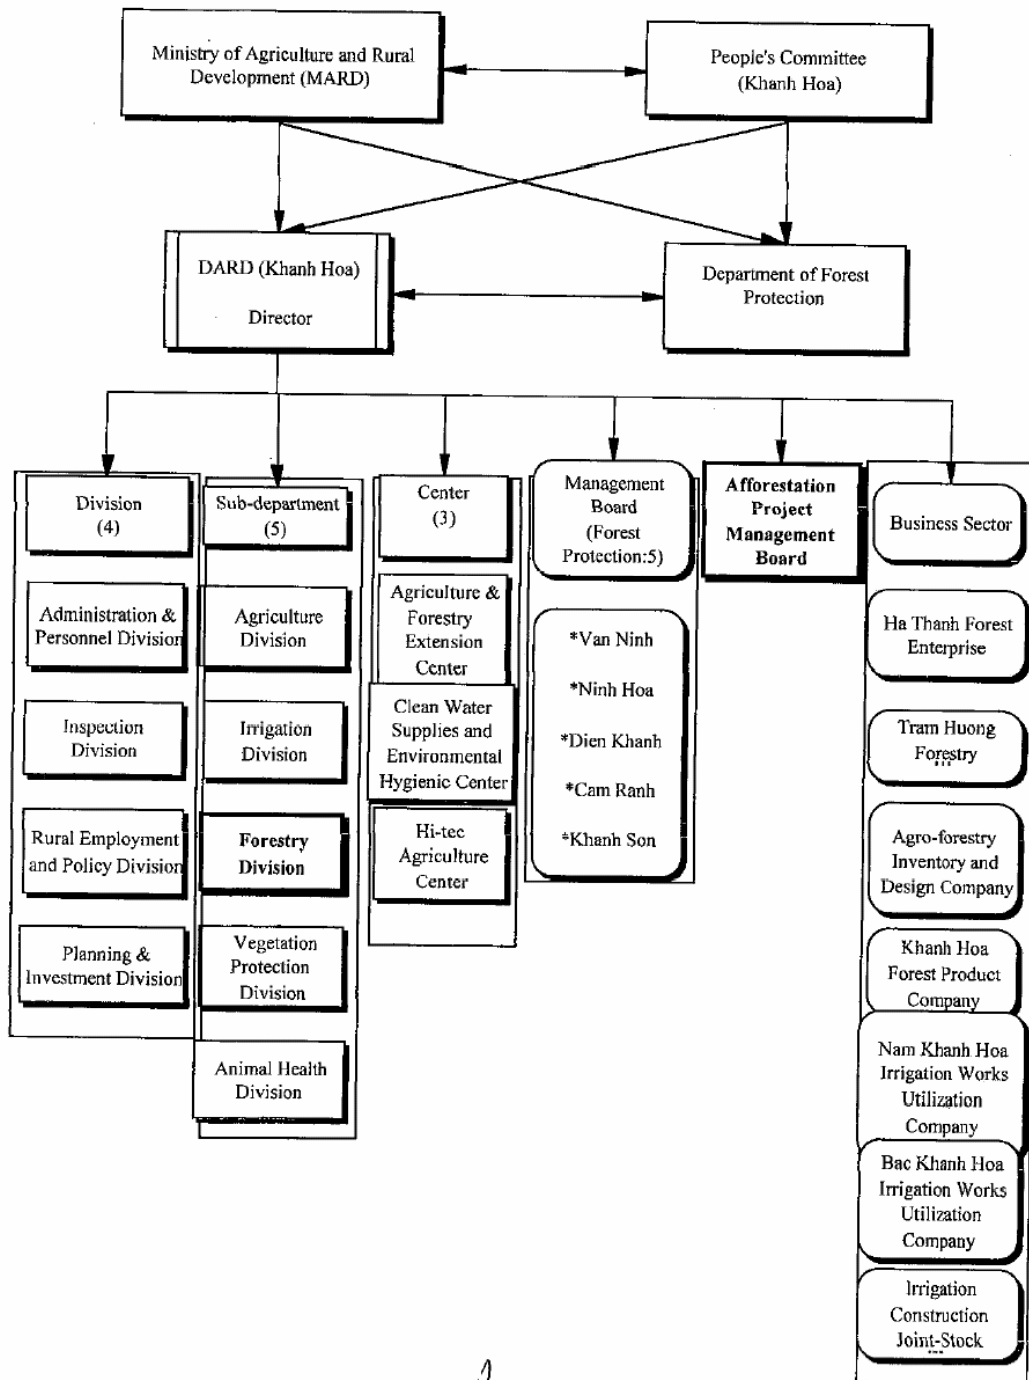 Ministry of Agriculture and Rural
Development (MARD)
People's Committee
(Khanh Hoa)
DARD (Khanh Hoa)
Director
Department of Forest
Protection
Division
(4)
Administration &
Personnel Division
Inspection
Division
Rural Employment
and Policy Division
Planning &
Investment Division
Sub-department
(5)
Agriculture
Division
Irrigation
Division
Forestry
Division
Vegetation
Protection
Division
Animal Health
Division
Center
(3)
Agriculture &
Forestry
Extension
Center
Clean Water
Supplies and
Environmental
Hygienic Center
Hi-tec
Agriculture
Center
Management
Board
(Forest
Protection:5)
*Van Ninh
*Ninh Hoa
*Dien Khanh
*Cam Ranh
*Khanh Son
Afforestation
Project
Management
Board
Business Sector
Ha Thanh Forest
Enterprise
Tram Huong
Forestry
...
Agro-forestry
Inventory and
Design Company
Khanh Hoa
Forest Product
Company
Nam Khanh Hoa
Irrigation Works
Utilization
Company
Bac Khanh Hoa
Irrigation Works
Utilization
Company
Irrigation
Construction
Joint-Stock
...